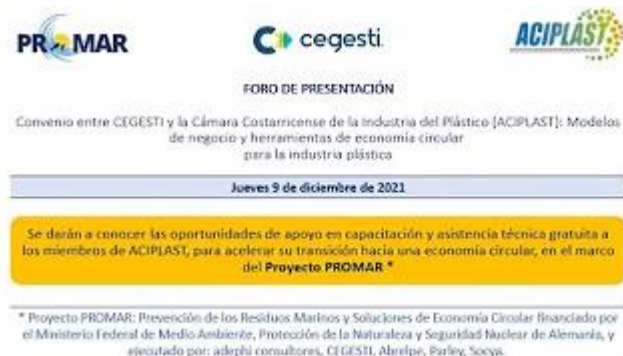 PROMAR
cegesti
ACIPLAST
FORO DE PRESENTACIÓN
Convenio entre CEGESTI y la Cámara Costarricense de la Industria del Plástico (ACIPLAST): Modelos
de negocio y herramientas de economía circular
para la industria plástica
Jueves 9 de diciembre de 2021
Se darán a conocer las oportunidades de apoyo en capacitación y asistencia técnica gratuita a
los miembros de ACIPLAST, para acelerar su transición hacia una economía circular, en el marco
del Proyecto PROMAR *
* Proyecto PROMAR: Prevención de los Residuos Marinos y Soluciones de Economía Circular financiado por
el Ministerio Federal de Medio Ambiente, Protección de la Naturaleza y Seguridad Nuclear de Alemania, y
ejecutado por: adephi consultores, CEGESTI, Abrelpe, Parley, Socya.